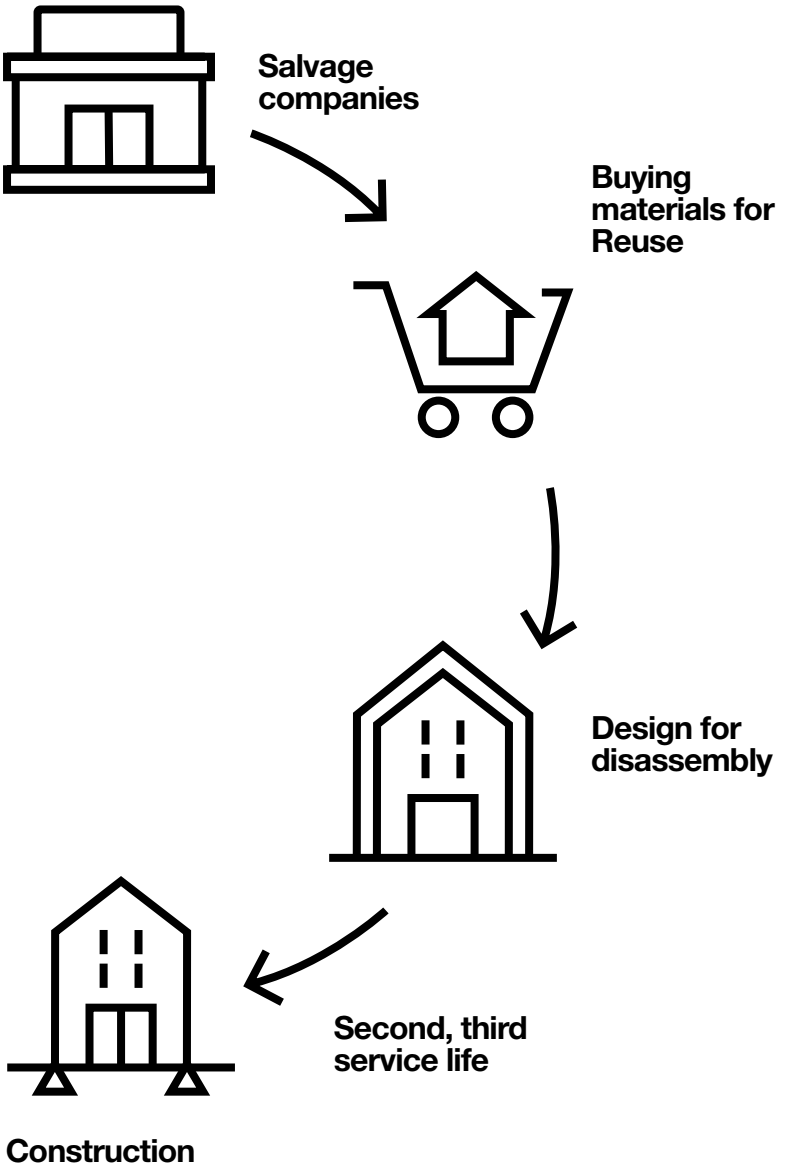 Salvage
companies
Buying
materials for
Reuse
Design for
disassembly
Second, third
service life
Construction